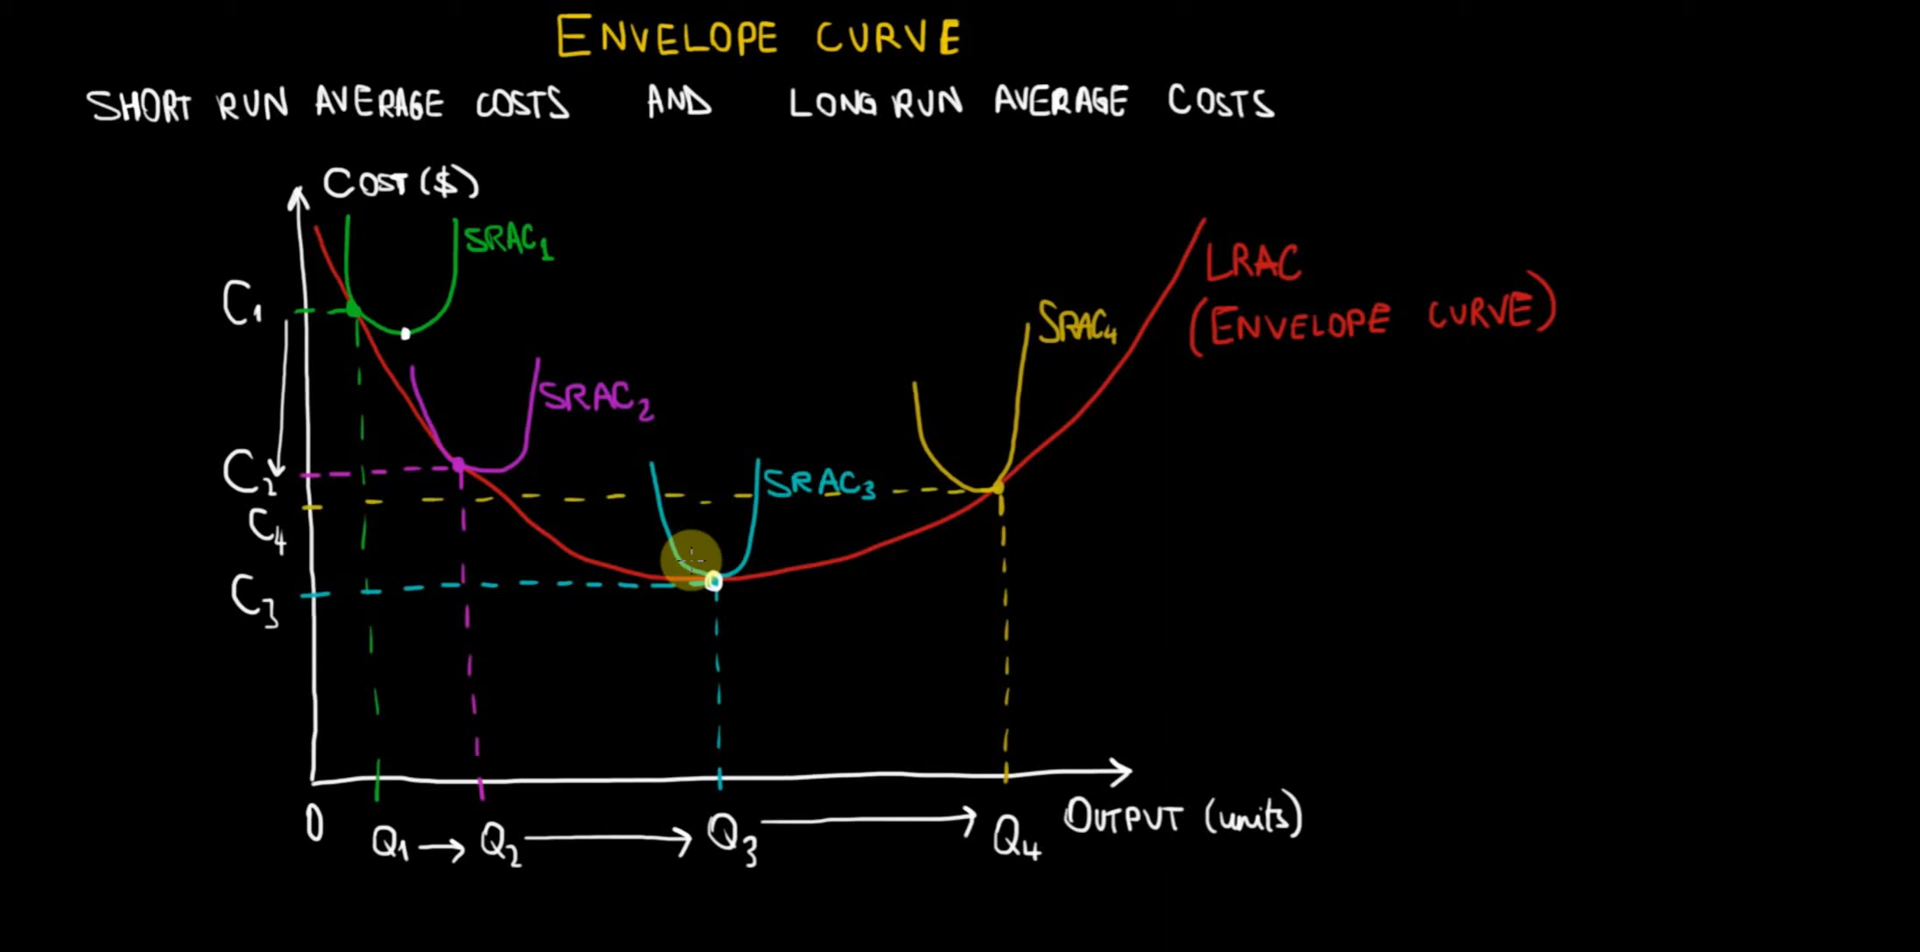 ENVELOPE CURVE
SHORT RUN AVERAGE COSTS AND LONG RUN AVERAGE COSTS
COST ($)
SRAC1
LRAC
(ENVELOPE CURVE)
C1
SRAC4
SRAC2
C2
SRAC3
C4
C3
0
Q1 → Q2 → Q3 → Q4
OUTPUT (units)